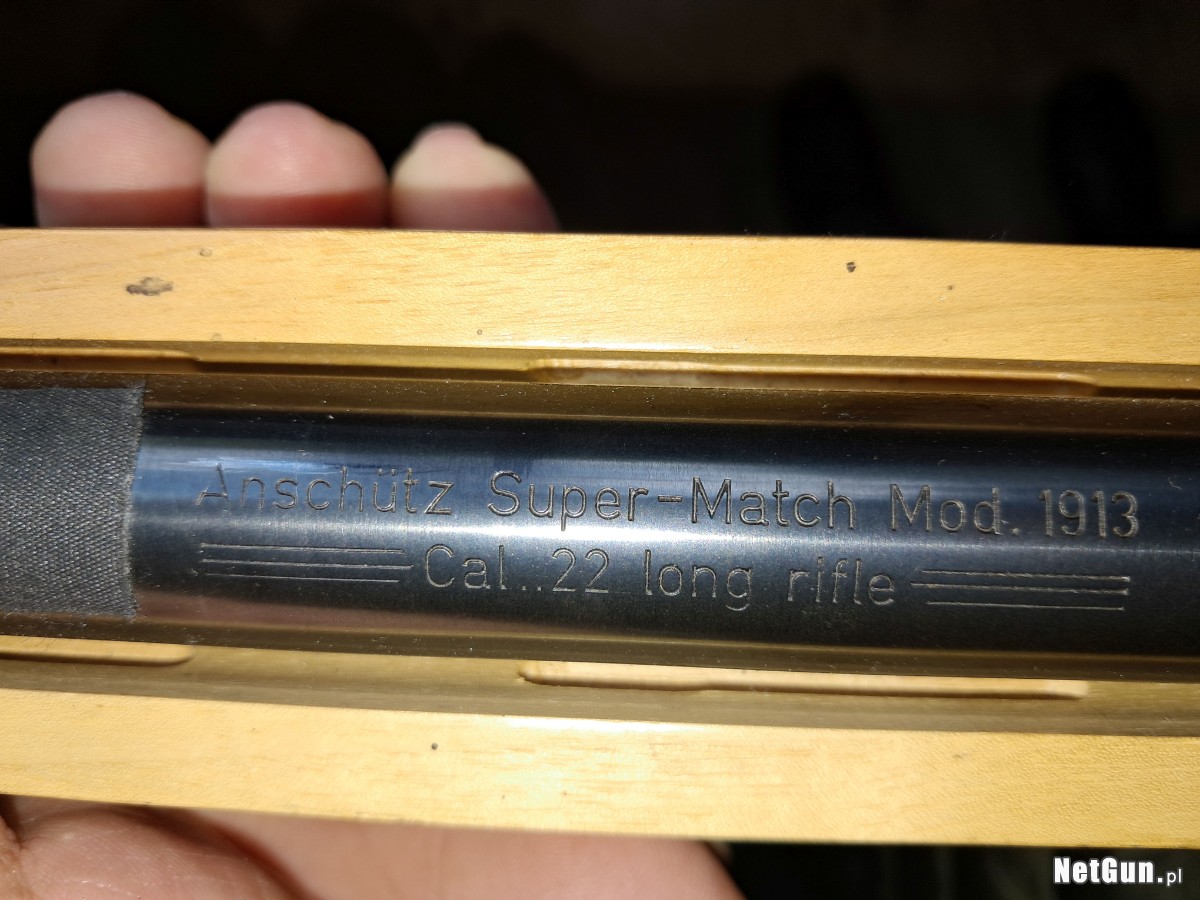 Anschütz Super-Match Mod. 1913
Cal..22 long rifle
NetGun.pl